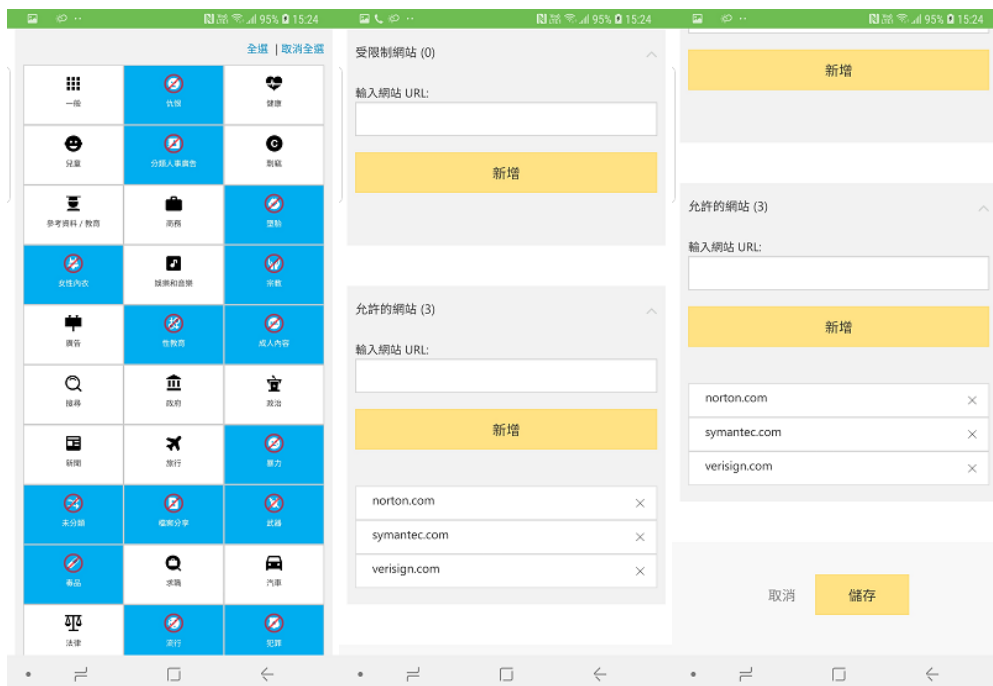 95% 15:24
全選 | 取消全選
一般
仇恨
健康
兒童
分類人事廣告
剽竊
參考資料 / 教育
商務
墮胎
女性內衣
娛樂和音樂
宗教
廣告
性教育
成人內容
搜尋
政府
政治
新聞
旅行
暴力
未分類
檔案分享
武器
毒品
求職
汽車
法律
流行
犯罪
95% 15:24
受限制網站 (0)
輸入網站 URL:
新增
允許的網站 (3)
輸入網站 URL:
新增
norton.com
symantec.com
verisign.com
95% 15:24
新增
允許的網站 (3)
輸入網站 URL:
新增
norton.com
symantec.com
verisign.com
取消
儲存